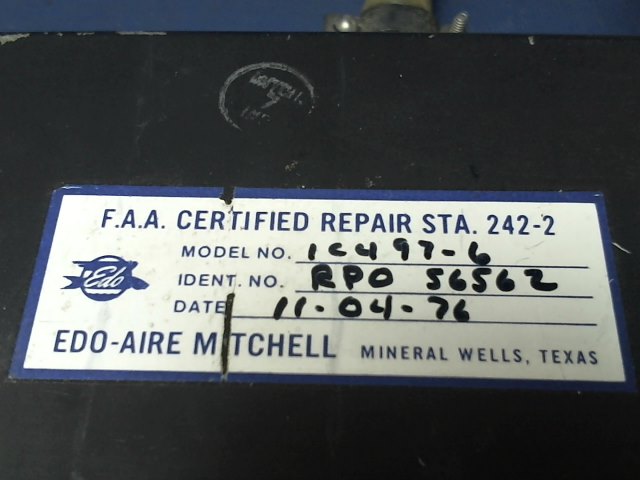 F.A.A. CERTIFIED REPAIR STA. 242-2
MODEL NO. 1C497-6
Edo
IDENT. NO. RPO 56562
DATE 11-04-76
EDO-AIRE MITCHELL MINERAL WELLS, TEXAS